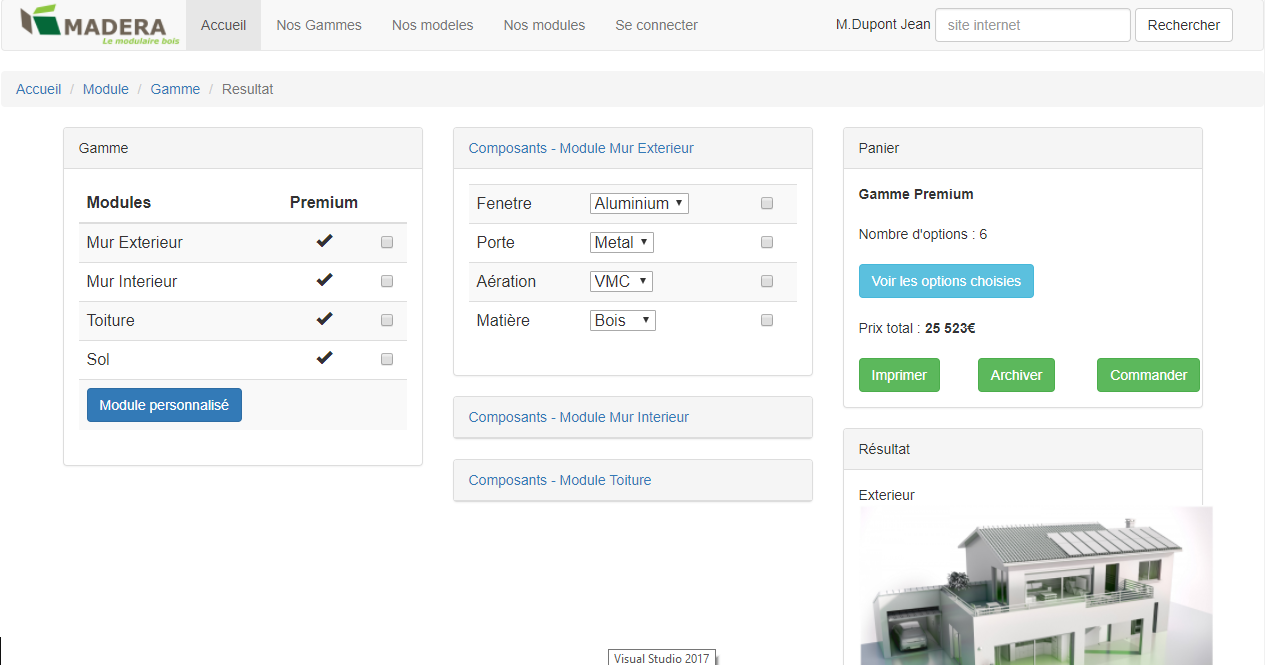 MADERA
Le modulaire bois
Accueil
Nos Gammes
Nos modeles
Nos modules
Se connecter
M.Dupont Jean
site internet
Rechercher
Accueil / Module / Gamme / Resultat
Gamme
Modules Premium
Mur Exterieur
Mur Interieur
Toiture
Sol
Module personnalisé
Composants - Module Mur Exterieur
Fenetre Aluminium
Porte Metal
Aération VMC
Matière Bois
Composants - Module Mur Interieur
Composants - Module Toiture
Panier
Gamme Premium
Nombre d'options : 6
Voir les options choisies
Prix total : 25 523€
Imprimer
Archiver
Commander
Résultat
Exterieur
Visual Studio 2017